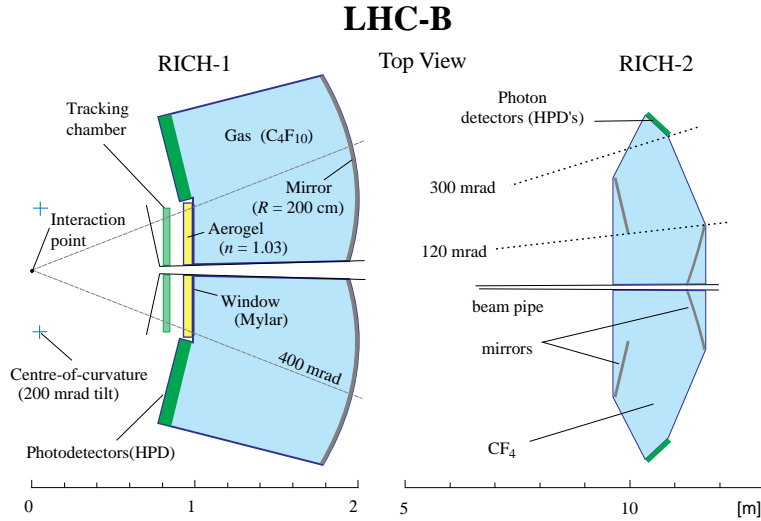 LHC-B
RICH-1
Top View
RICH-2
Tracking
chamber
Gas (C4F10)
Mirror
(R = 200 cm)
Interaction
point
Aerogel
(n = 1.03)
Window
(Mylar)
400 mrad
Centre-of-curvature
(200 mrad tilt)
Photodetectors(HPD)
Photon
detectors (HPD's)
300 mrad
120 mrad
beam pipe
mirrors
CF4
0 1 2 5 10 [m]